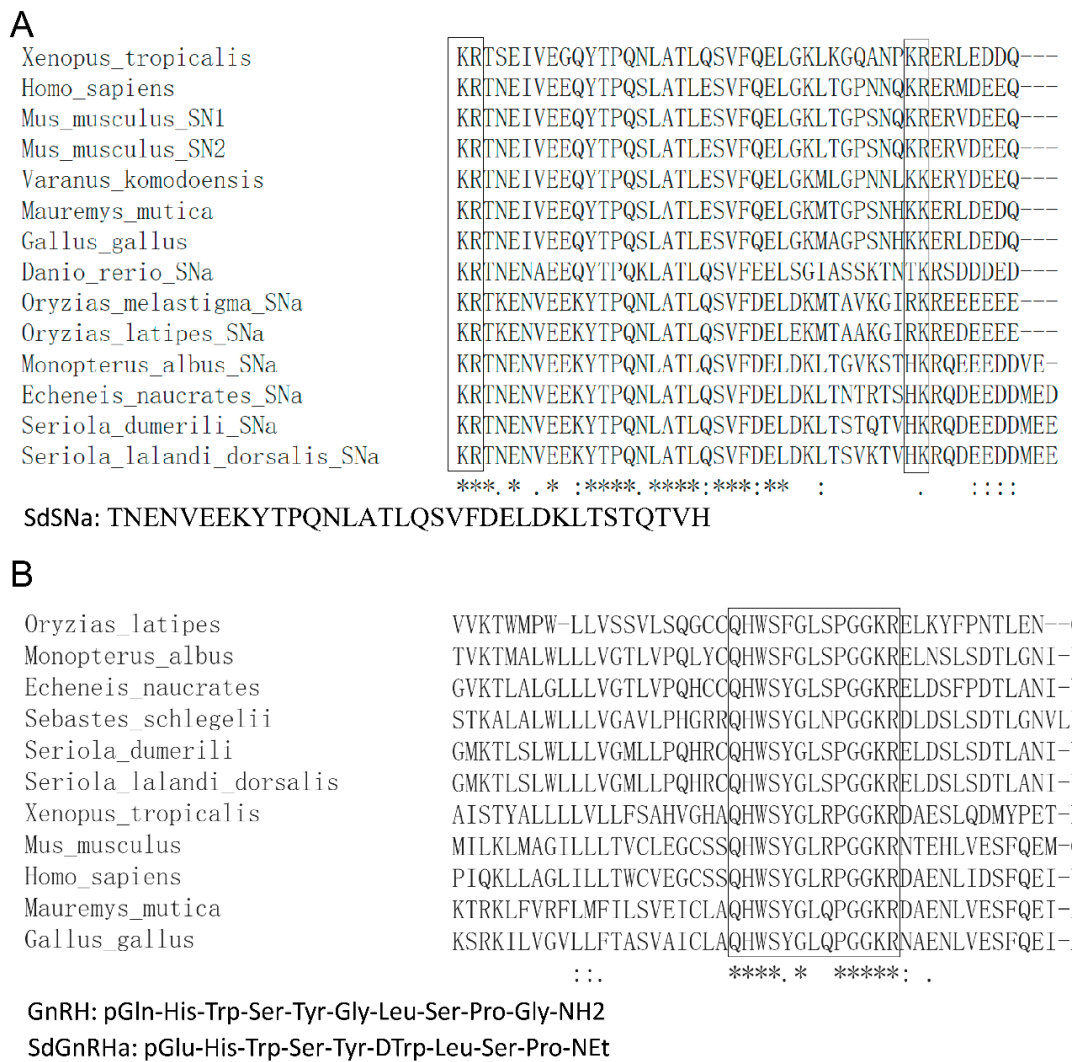 A
Xenopus_tropicalis KRTSEIVEGQYTPQNLATLQSVFQELGKLKGQANPKRERLEDDQ---
Homo_sapiens KRTNEIVEEQYTPQSLATLESVFQELGKLTGPNNQKRERMDEEQ---
Mus_musculus_SN1 KRTNEIVEEQYTPQSLATLESVFQELGKLTGPSNQKRERVDEEQ---
Mus_musculus_SN2 KRTNEIVEEQYTPQSLATLESVFQELGKLTGPSNQKRERVDEEQ---
Varanus_komodoensis KRTNEIVEEQYTPQSLATLESVFQELGKMLGPNNLKKERYDEEQ---
Mauremys_mutica KRTNEIVEEQYTPQSLATLESVFQELGKMTGPSNHKKERLDEDQ---
Gallus_gallus KRTNEIVEEQYTPQSLATLESVFQELGKMAGPSNHKKERLDEDQ---
Danio_rerio_SNa KRTNENAEEQYTPQKLATLQSVFEELSGIASSKTNTKRSDDDED---
Oryzias_melastigma_SNa KRTKENVEEKYTPQNLATLQSVFDELDKMTAVKGIRKREEEEEE---
Oryzias_latipes_SNa KRTKENVEEKYTPQNLATLQSVFDELEKMTAAKGIRKREDEEEE---
Monopterus_albus_SNa KRTNENVEEKYTPQNLATLQSVFDELDKLTGVKSTHKRQEEEDDVE-
Echeneis_naucrates_SNa KRTNENVEEKYTPQNLATLQSVFDELDKLTNTRTSHKRQDEEDDMED
Seriola_dumerili_SNa KRTNENVEEKYTPQNLATLQSVFDELDKLTSTQTVHKRQDEEDDMEE
Seriola_lalandi_dorsalis_SNa KRTNENVEEKYTPQNLATLQSVFDELDKLTSVKTVHKRQDEEDDMEE
***.* .* :****.****:***:** : . ::::
SdSNa: TNENVEEKYTPQNLATLQSVFDELDKLTSTQTVH
B
Oryzias_latipes VVKTWMPW-LLVSSVLSQGCCQHWSFGLSPGGKRELKYFPNTLEN--
Monopterus_albus TVKTMALWLLLVGTLVPQLYCQHWSFGLSPGGKRELNSLSDTLGNI-
Echeneis_naucrates GVKTLALGLLLVGTLVPQHCCQHWSYGLSPGGKRELDSFPDTLANI-
Sebastes_schlegelii STKALALWLLLVGAVLPHGRRQHWSYGLNPGGKRDLDSLSDTLGNVL
Seriola_dumerili GMKTLSLWLLLVGMLLPQHRCQHWSYGLSPGGKRELDSLSDTLANI-
Seriola_lalandi_dorsalis GMKTLSLWLLLVGMLLPQHRCQHWSYGLSPGGKRELDSLSDTLANI-
Xenopus_tropicalis AISTYALLLLVLLFSAHVGHAQHWSYGLRPGGKRDAESLQDMYPET-
Mus_musculus MILKLMAGILLLTVCLEGCSSQHWSYGLRPGGKRNTEHLVESFQEM-
Homo_sapiens PIQKLLAGLILLTWCVEGCSSQHWSYGLRPGGKRDAENLIDSFQEI-
Mauremys_mutica KTRKLFVRFLMFILSVEICLAQHWSYGLQPGGKRDAENLVESFQEI-
Gallus_gallus KSRKILVGVLLFTASVAICLAQHWSYGLQPGGKRNAENLVESFQEI-
::. ****.* *****: .
GnRH: pGln-His-Trp-Ser-Tyr-Gly-Leu-Ser-Pro-Gly-NH2
SdGnRHa: pGlu-His-Trp-Ser-Tyr-DTrp-Leu-Ser-Pro-NEt